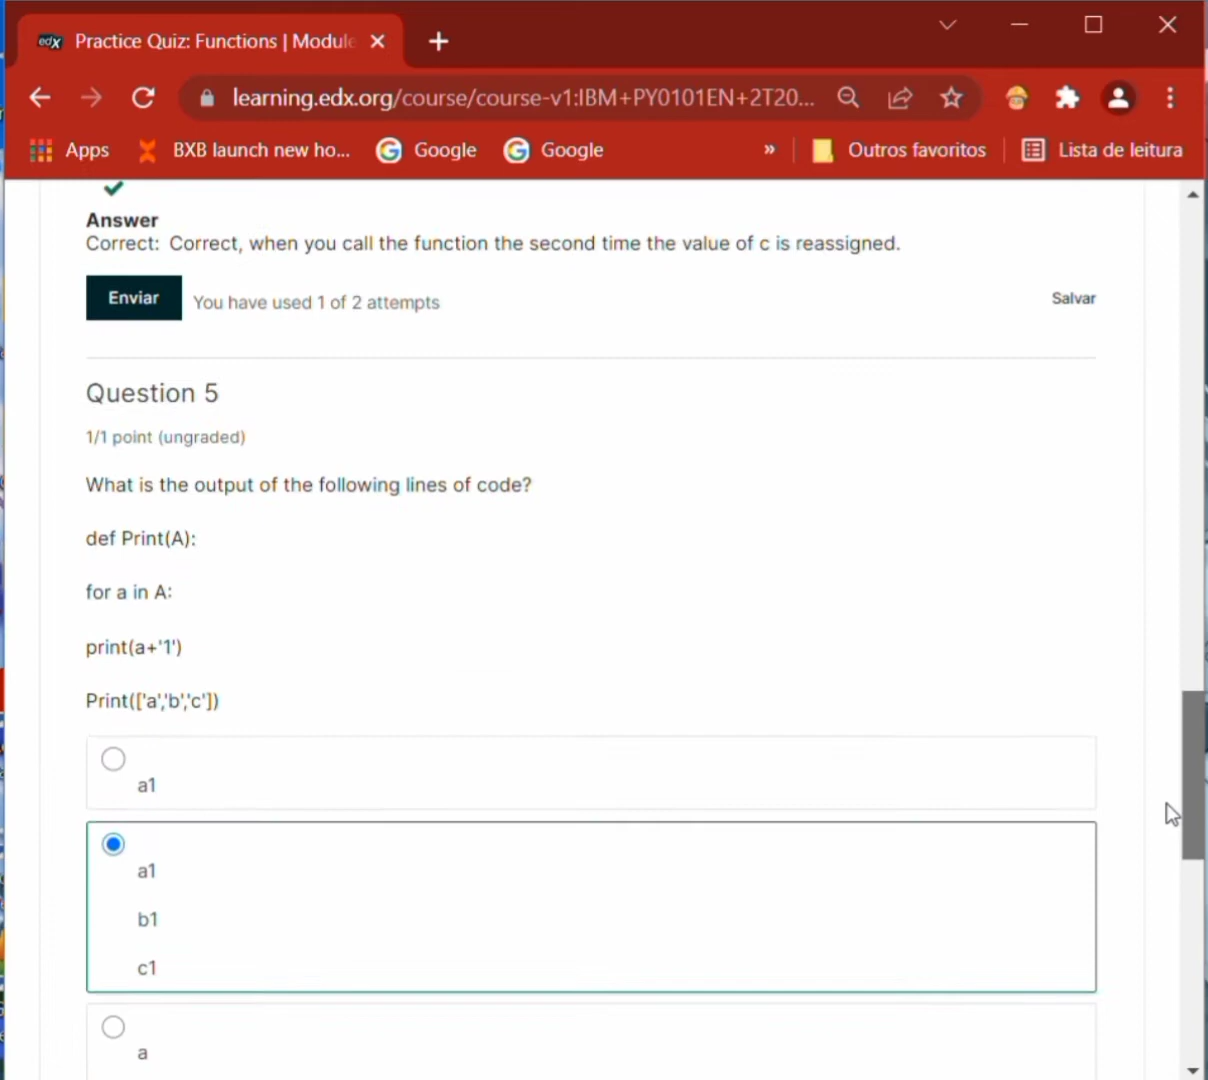 edX Practice Quiz: Functions | Module
learning.edx.org/course/course-v1:IBM+PY0101EN+2T20...
Apps BXB launch new ho... Google Google » Outros favoritos Lista de leitura
Answer
Correct: Correct, when you call the function the second time the value of c is reassigned.
Enviar You have used 1 of 2 attempts Salvar
Question 5
1/1 point (ungraded)
What is the output of the following lines of code?
def Print(A):
for a in A:
print(a+'1')
Print(['a','b','c'])
a1
a1
b1
c1
a